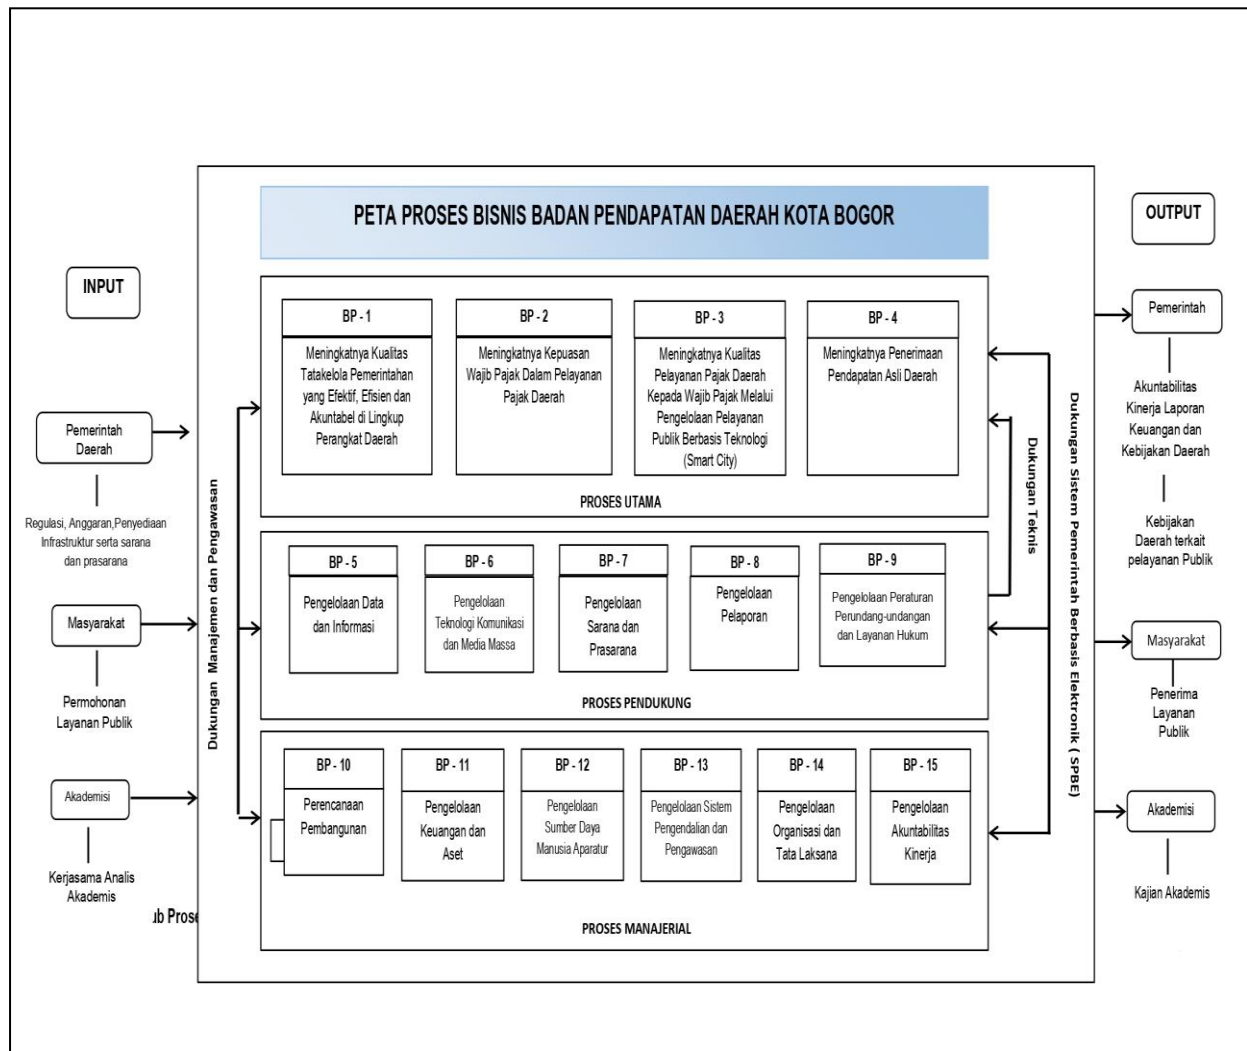 PETA PROSES BISNIS BADAN PENDAPATAN DAERAH KOTA BOGOR
INPUT
Pemerintah
Daerah
Regulasi, Anggaran,Penyediaan
Infrastruktur serta sarana
dan prasarana
Masyarakat
Permohonan
Layanan Publik
Akademisi
Kerjasama Analis
Akademis
Dukungan Manajemen dan Pengawasan
BP - 1
Meningkatnya Kualitas
Tatakelola Pemerintahan
yang Efektif, Efisien dan
Akuntabel di Lingkup
Perangkat Daerah
BP - 2
Meningkatnya Kepuasan
Wajib Pajak Dalam Pelayanan
Pajak Daerah
BP - 3
Meningkatnya Kualitas
Pelayanan Pajak Daerah
Kepada Wajib Pajak Melalui
Pengelolaan Pelayanan
Publik Berbasis Teknologi
(Smart City)
BP - 4
Meningkatnya Penerimaan
Pendapatan Asli Daerah
PROSES UTAMA
BP - 5
Pengelolaan Data
dan Informasi
BP - 6
Pengelolaan
Teknologi Komunikasi
dan Media Massa
BP - 7
Pengelolaan
Sarana dan
Prasarana
BP - 8
Pengelolaan
Pelaporan
BP - 9
Pengelolaan Peraturan
Perundang-undangan
dan Layanan Hukum
PROSES PENDUKUNG
BP - 10
Perencanaan
Pembangunan
BP - 11
Pengelolaan
Keuangan dan
Aset
BP - 12
Pengelolaan
Sumber Daya
Manusia Aparatur
BP - 13
Pengelolaan Sistem
Pengendalian dan
Pengawasan
BP - 14
Pengelolaan
Organisasi dan
Tata Laksana
BP - 15
Pengelolaan
Akuntabilitas
Kinerja
PROSES MANAJERIAL
Dukungan Teknis
Dukungan Sistem Pemerintah Berbasis Elektronik ( SPBE)
OUTPUT
Pemerintah
Akuntabilitas
Kinerja Laporan
Keuangan dan
Kebijakan Daerah
Kebijakan
Daerah terkait
pelayanan Publik
Masyarakat
Penerima
Layanan
Publik
Akademisi
Kajian Akademis